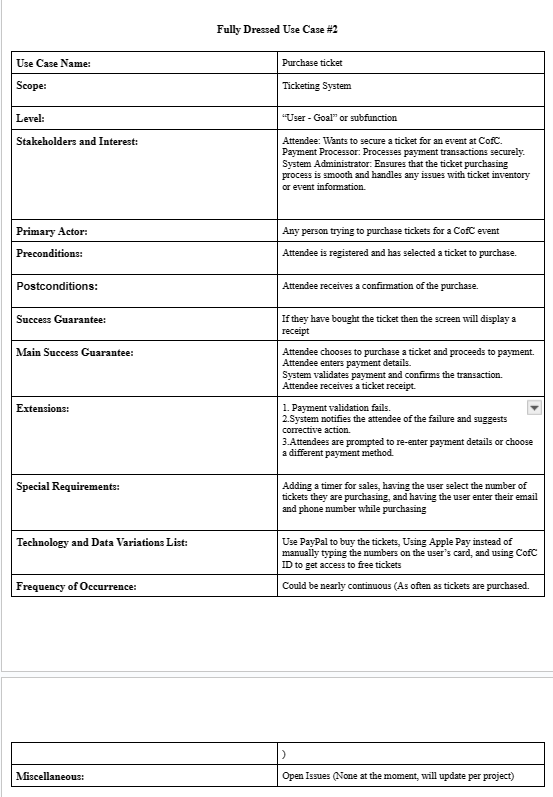 Fully Dressed Use Case #2
Use Case Name:
Purchase ticket
Scope:
Ticketing System
Level:
“User - Goal” or subfunction
Stakeholders and Interest:
Attendee: Wants to secure a ticket for an event at CofC.
Payment Processor: Processes payment transactions securely.
System Administrator: Ensures that the ticket purchasing
process is smooth and handles any issues with ticket inventory
or event information.
Primary Actor:
Any person trying to purchase tickets for a CofC event
Preconditions:
Attendee is registered and has selected a ticket to purchase.
Postconditions:
Attendee receives a confirmation of the purchase.
Success Guarantee:
If they have bought the ticket then the screen will display a
receipt
Main Success Guarantee:
Attendee chooses to purchase a ticket and proceeds to payment.
Attendee enters payment details.
System validates payment and confirms the transaction.
Attendee receives a ticket receipt.
Extensions:
1. Payment validation fails.
2.System notifies the attendee of the failure and suggests
corrective action.
3.Attendees are prompted to re-enter payment details or choose
a different payment method.
Special Requirements:
Adding a timer for sales, having the user select the number of
tickets they are purchasing, and having the user enter their email
and phone number while purchasing
Technology and Data Variations List:
Use PayPal to buy the tickets, Using Apple Pay instead of
manually typing the numbers on the user’s card, and using CofC
ID to get access to free tickets
Frequency of Occurrence:
Could be nearly continuous (As often as tickets are purchased.
)
Miscellaneous:
Open Issues (None at the moment, will update per project)